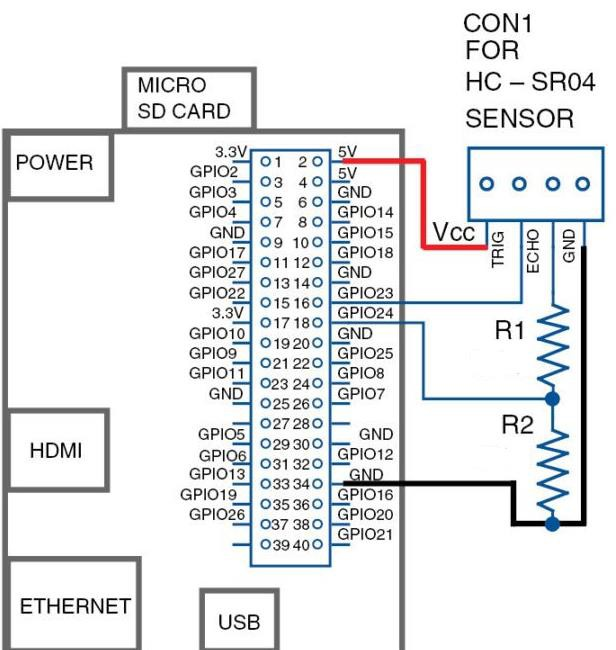 CON1
FOR
HC – SR04
SENSOR
MICRO
SD CARD
POWER
3.3V 1 2 5V
GPIO2 3 4 5V
GPIO3 5 6 GND
GPIO4 7 8 GPIO14
GND 9 10 GPIO15
GPIO17 11 12 GPIO18
GPIO27 13 14 GND
GPIO22 15 16 GPIO23
3.3V 17 18 GPIO24
GPIO10 19 20 GND
GPIO9 21 22 GPIO25
GPIO11 23 24 GPIO8
GND 25 26 GPIO7
27 28
GPIO5 29 30 GND
GPIO6 31 32 GPIO12
GPIO13 33 34 GND
GPIO19 35 36 GPIO16
GPIO26 37 38 GPIO20
39 40 GPIO21
Vcc
TRIG
ECHO
GND
R1
R2
HDMI
ETHERNET
USB